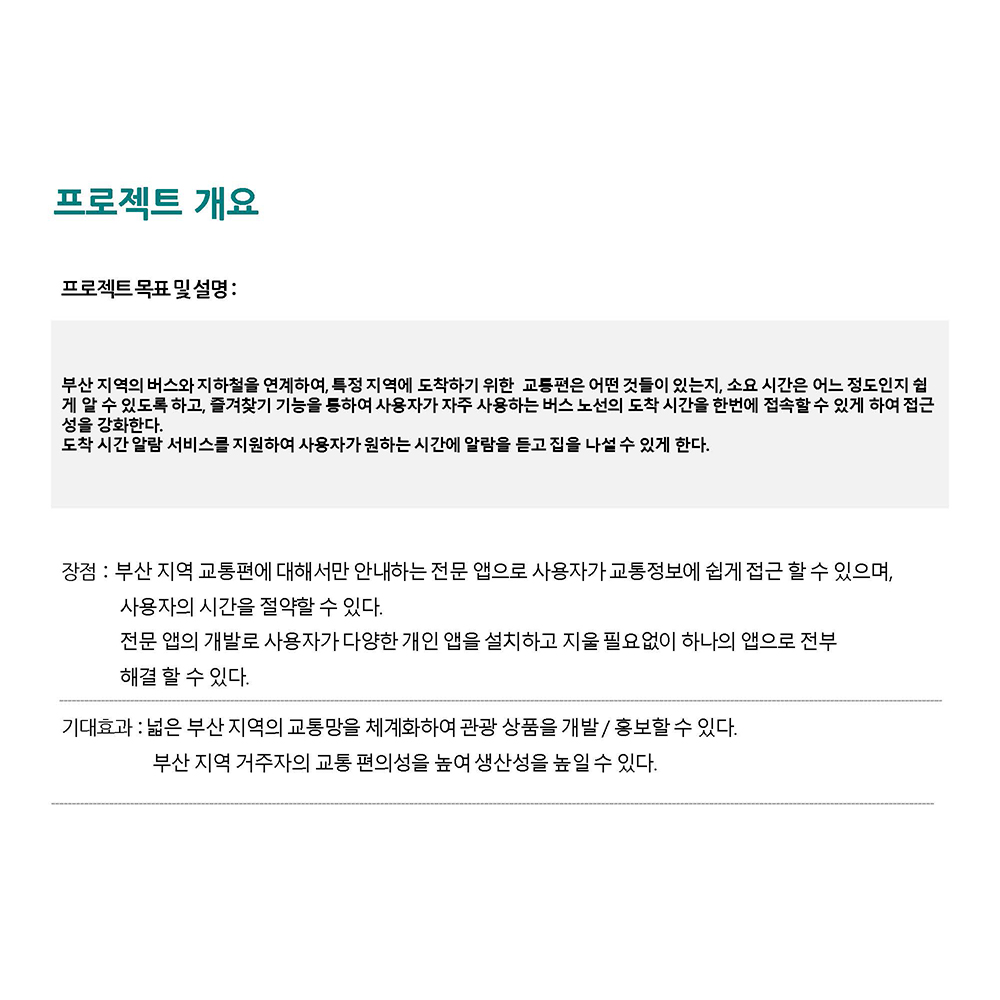 프로젝트 개요
프로젝트 목표 및 설명 :
부산 지역의 버스와 지하철을 연계하여, 특정 지역에 도착하기 위한 교통편은 어떤 것들이 있는지, 소요 시간은 어느 정도인지 쉽
게 알 수 있도록 하고, 즐겨찾기 기능을 통하여 사용자가 자주 사용하는 버스 노선의 도착 시간을 한번에 접속할 수 있게 하여 접근
성을 강화한다.
도착 시간 알람 서비스를 지원하여 사용자가 원하는 시간에 알람을 듣고 집을 나설 수 있게 한다.
장점 : 부산 지역 교통편에 대해서만 안내하는 전문 앱으로 사용자가 교통정보에 쉽게 접근 할 수 있으며,
사용자의 시간을 절약할 수 있다.
전문 앱의 개발로 사용자가 다양한 개인 앱을 설치하고 지울 필요없이 하나의 앱으로 전부
해결 할 수 있다.
기대효과 : 넓은 부산 지역의 교통망을 체계화하여 관광 상품을 개발 / 홍보할 수 있다.
부산 지역 거주자의 교통 편의성을 높여 생산성을 높일 수 있다.